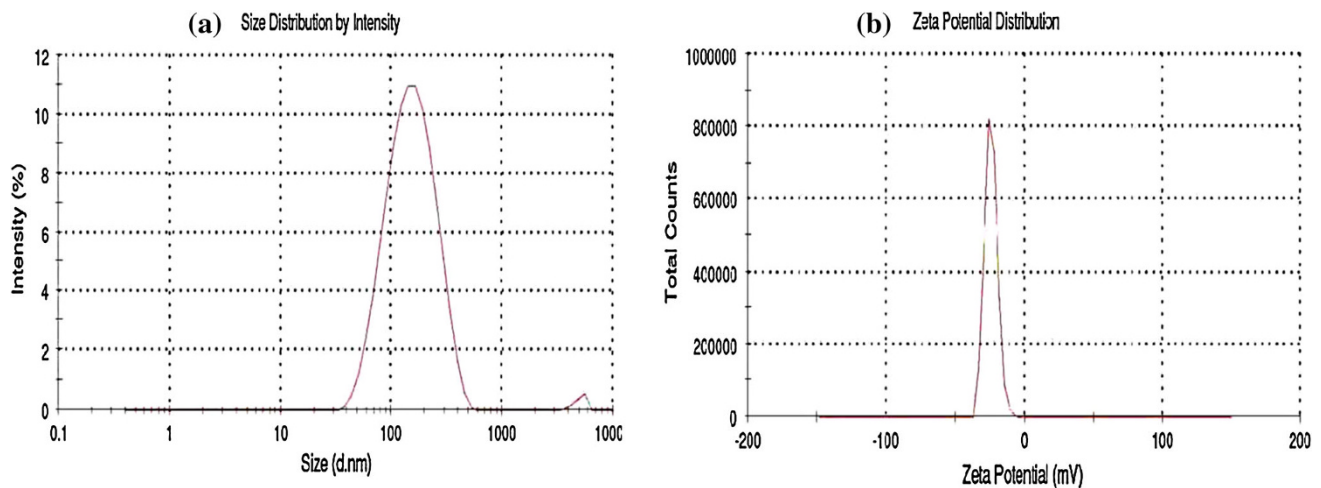 (a) Size Distribution by Intensity
12
10
8
6
4
2
0
Intensity (%)
0.1 1 10 100 1000 1000
Size (d.nm)
(b) Zeta Potential Distribution
1000000
800000
600000
400000
200000
0
Total Counts
-200 -100 0 100 200
Zeta Potential (mV)